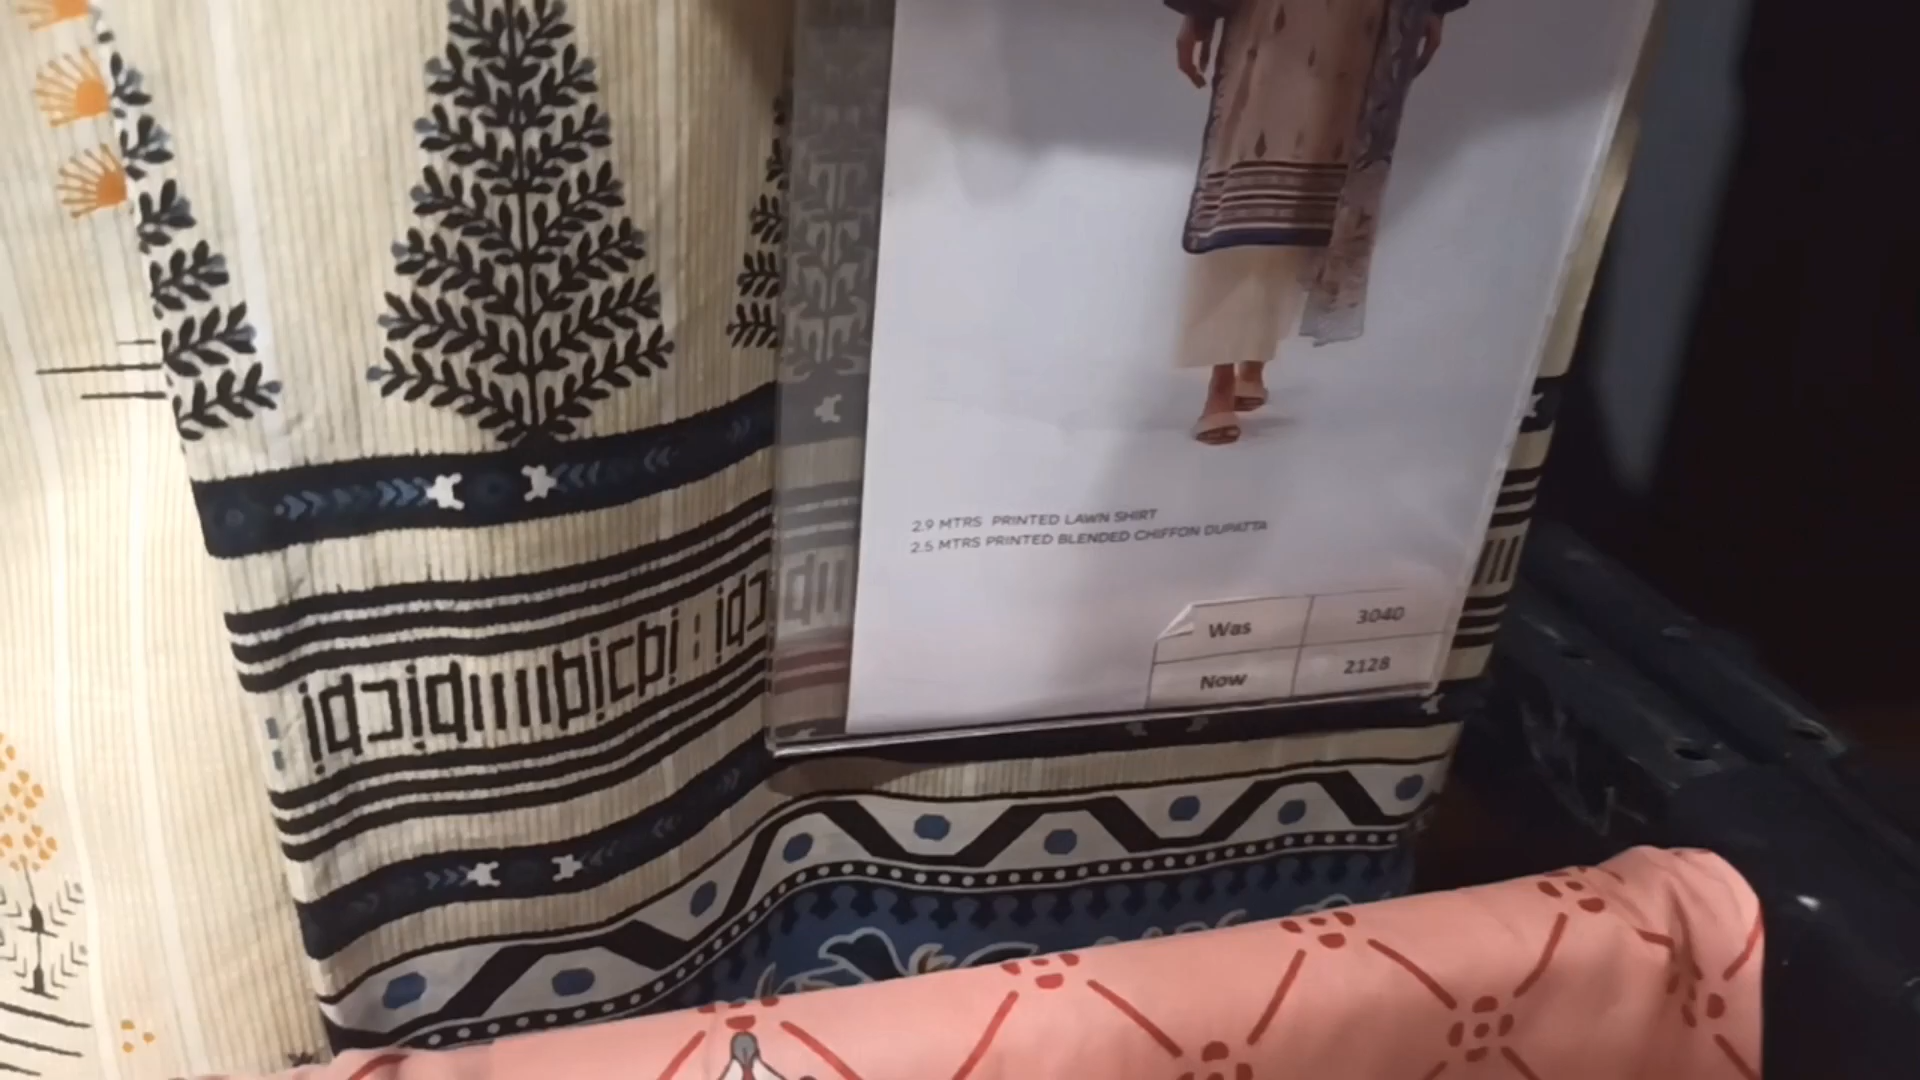 2.9 MTRS PRINTED LAWN SHIRT
2.5 MTRS PRINTED BLENDED CHIFFON DUPATTA
Was 3040
Now 2128